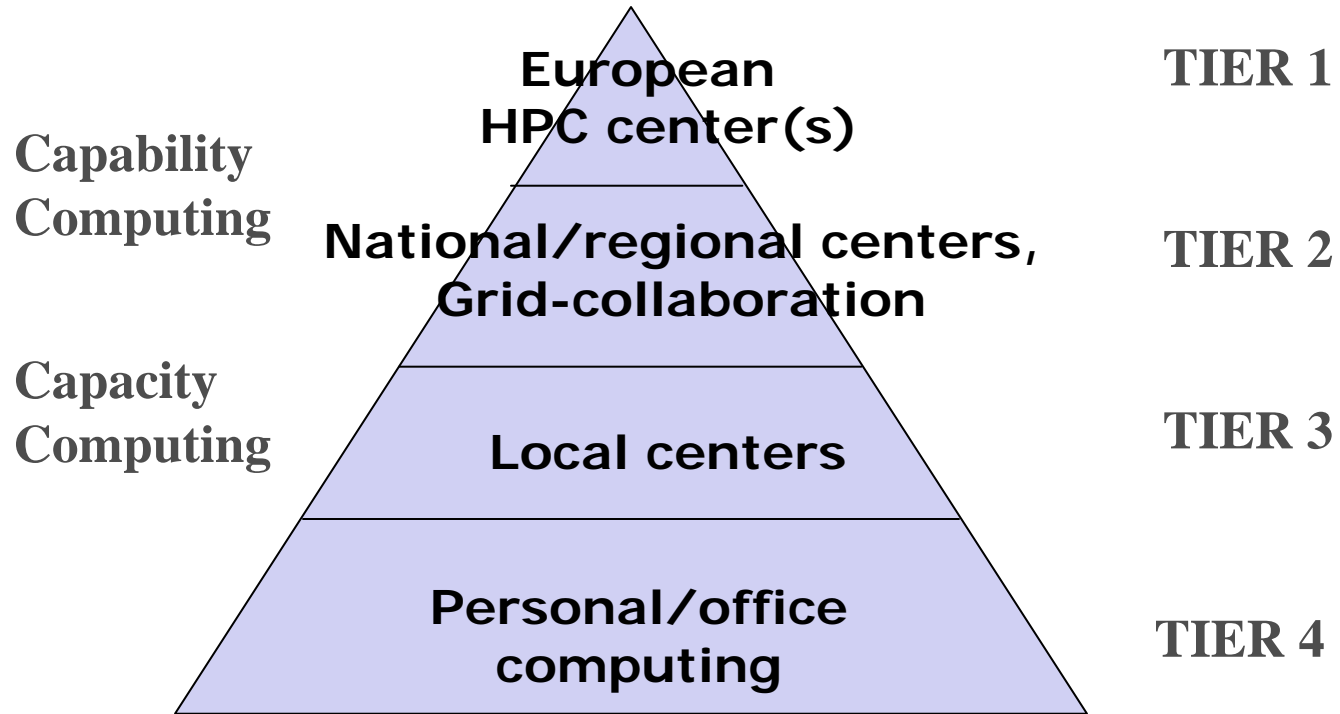 European
HPC center(s)
TIER 1
Capability
Computing
National/regional centers,
Grid-collaboration
TIER 2
Capacity
Computing
Local centers
TIER 3
Personal/office
computing
TIER 4